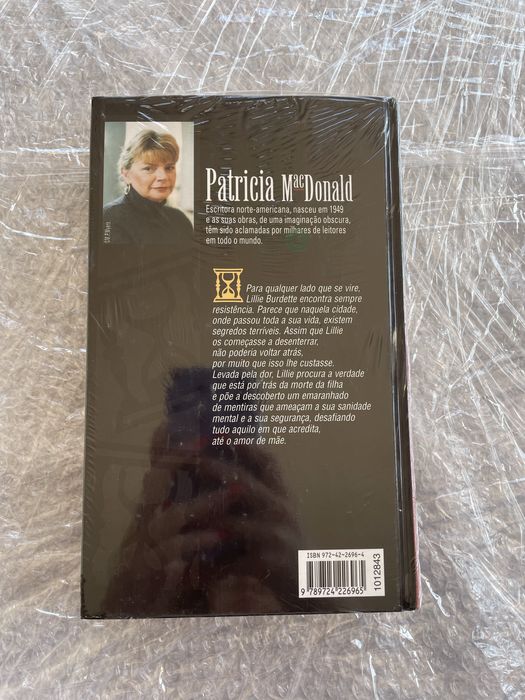 Patricia MacDonald
Escritora norte-americana, nasceu em 1949
e as suas obras, de uma imaginação obscura,
têm sido aclamadas por milhares de leitores
em todo o mundo.
Para qualquer lado que se vire,
Lillie Burdette encontra sempre
resistência. Parece que naquela cidade,
onde passou toda a sua vida, existem
segredos terríveis. Assim que Lillie
os começasse a desenterrar,
não poderia voltar atrás,
por muito que isso lhe custasse.
Levada pela dor, Lillie procura a verdade
que está por trás da morte da filha
e põe a descoberto um emaranhado
de mentiras que ameaçam a sua sanidade
mental e a sua segurança, desafiando
tudo aquilo em que acredita,
até o amor de mãe.
ISBN 972-42-2696-4
9 789724 226965
1012843